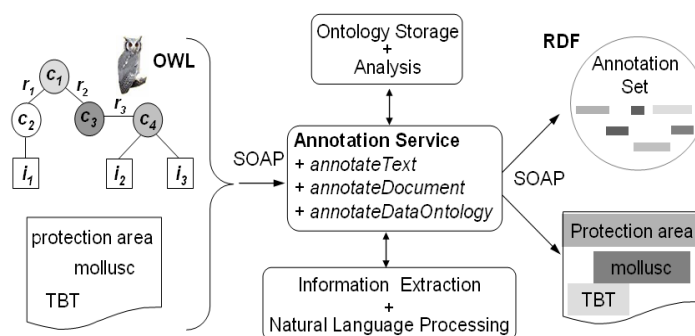 OWL
c1
r1
r2
r3
c2
c3
c4
i1
i2
i3
protection area
mollusc
TBT
SOAP
Ontology Storage
+
Analysis
Annotation Service
+ annotateText
+ annotateDocument
+ annotateDataOntology
Information Extraction
+
Natural Language Processing
SOAP
RDF
Annotation
Set
Protection area
mollusc
TBT